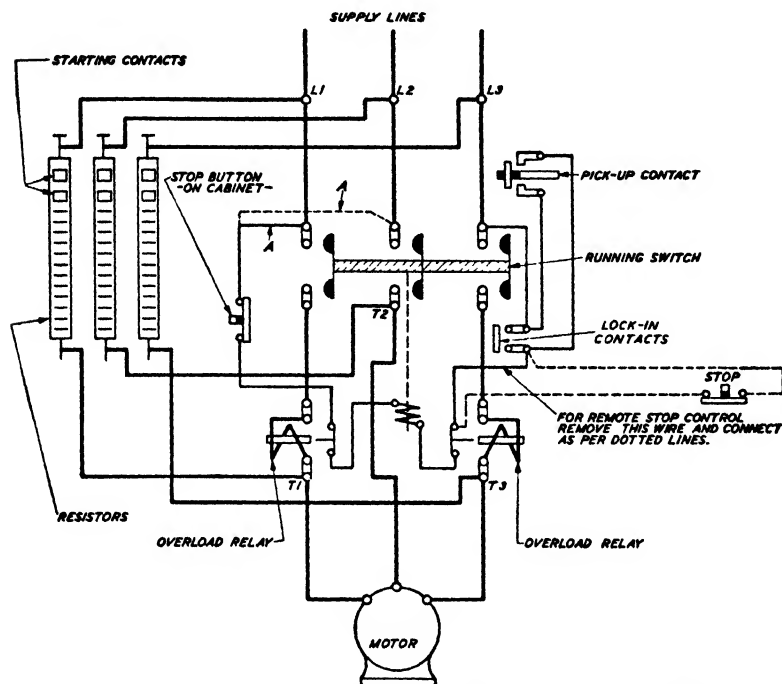 SUPPLY LINES
STARTING CONTACTS
L1
L2
L3
STOP BUTTON
-ON CABINET-
A
PICK-UP CONTACT
A
RUNNING SWITCH
T2
LOCK-IN
CONTACTS
STOP
FOR REMOTE STOP CONTROL
REMOVE THIS WIRE AND CONNECT
AS PER DOTTED LINES.
T1
T3
RESISTORS
OVERLOAD RELAY
OVERLOAD RELAY
MOTOR